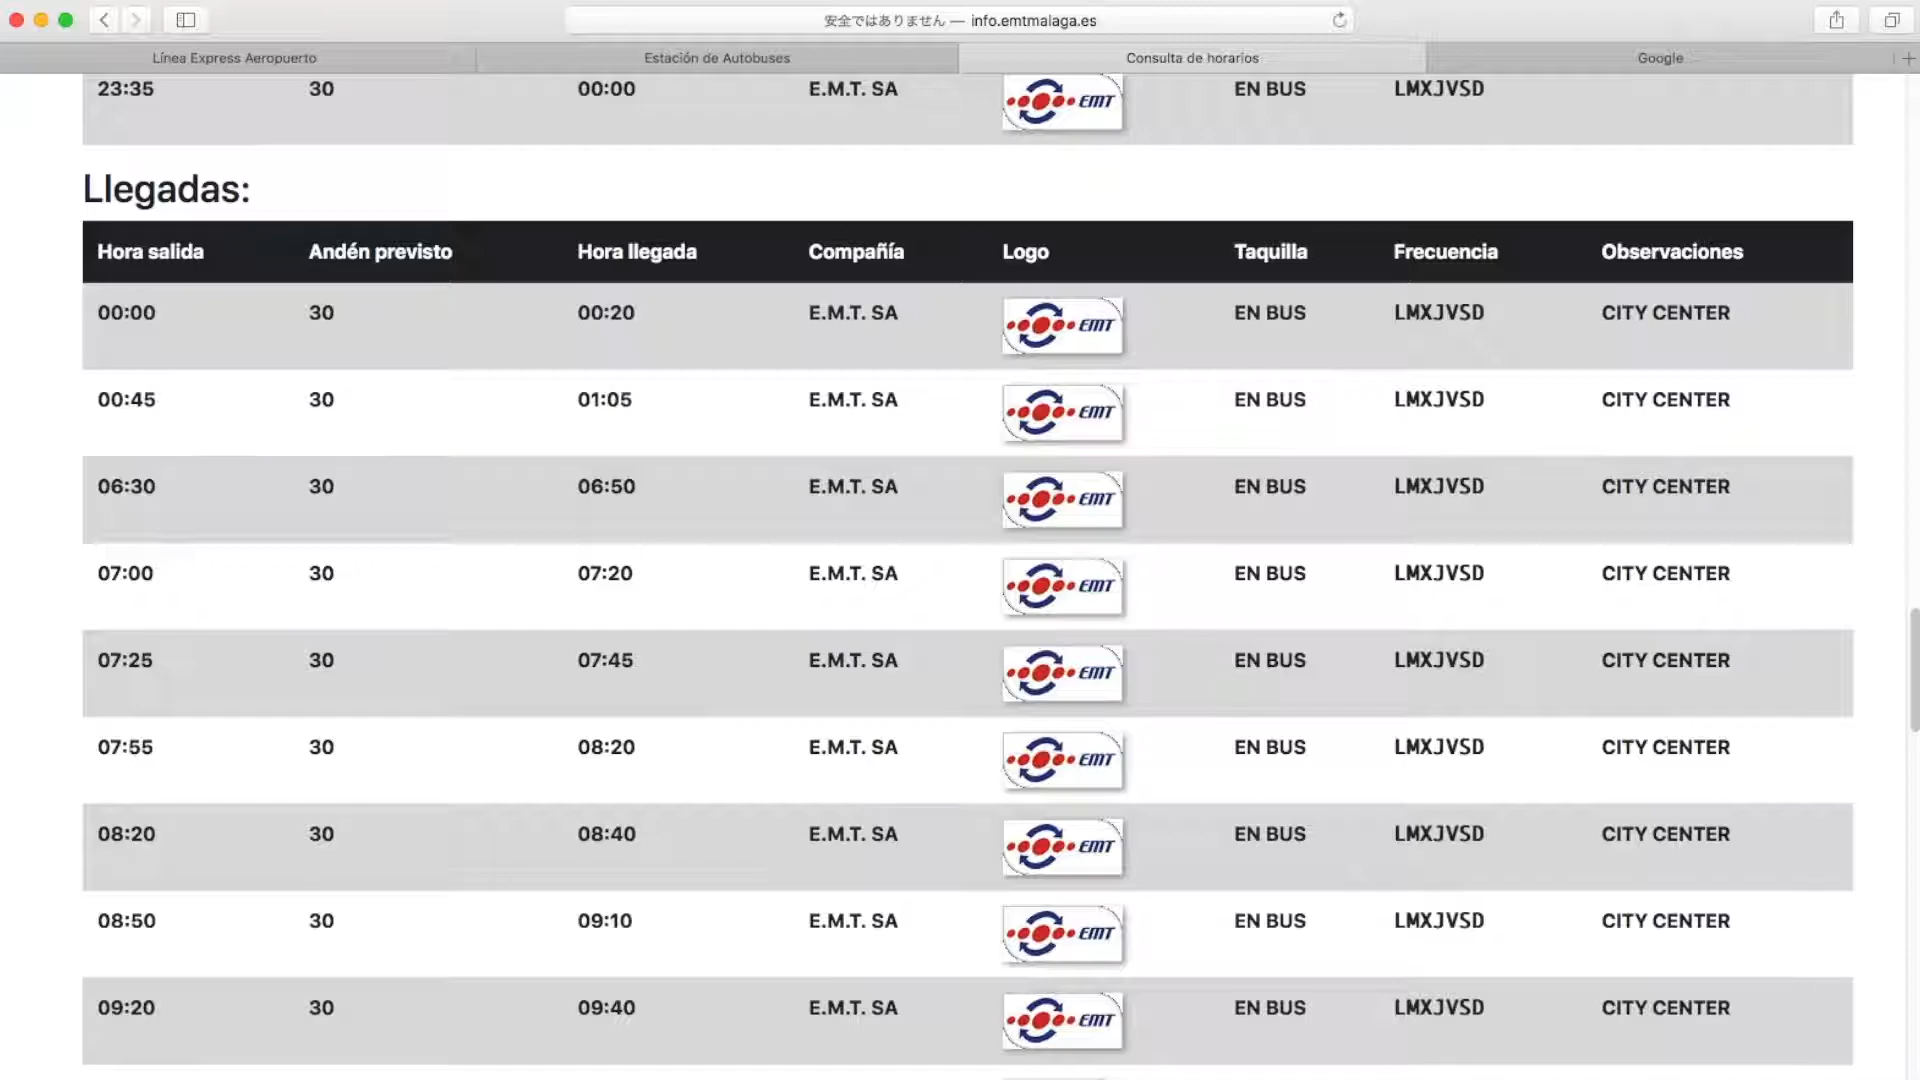 安全ではありません — info.emtmalaga.es
Línea Express Aeropuerto Estación de Autobuses Consulta de horarios Google
23:35 30 00:00 E.M.T. SA EMT EN BUS LMXJVSD
Llegadas:
Hora salida Andén previsto Hora llegada Compañía Logo Taquilla Frecuencia Observaciones
00:00 30 00:20 E.M.T. SA EMT EN BUS LMXJVSD CITY CENTER
00:45 30 01:05 E.M.T. SA EMT EN BUS LMXJVSD CITY CENTER
06:30 30 06:50 E.M.T. SA EMT EN BUS LMXJVSD CITY CENTER
07:00 30 07:20 E.M.T. SA EMT EN BUS LMXJVSD CITY CENTER
07:25 30 07:45 E.M.T. SA EMT EN BUS LMXJVSD CITY CENTER
07:55 30 08:20 E.M.T. SA EMT EN BUS LMXJVSD CITY CENTER
08:20 30 08:40 E.M.T. SA EMT EN BUS LMXJVSD CITY CENTER
08:50 30 09:10 E.M.T. SA EMT EN BUS LMXJVSD CITY CENTER
09:20 30 09:40 E.M.T. SA EMT EN BUS LMXJVSD CITY CENTER